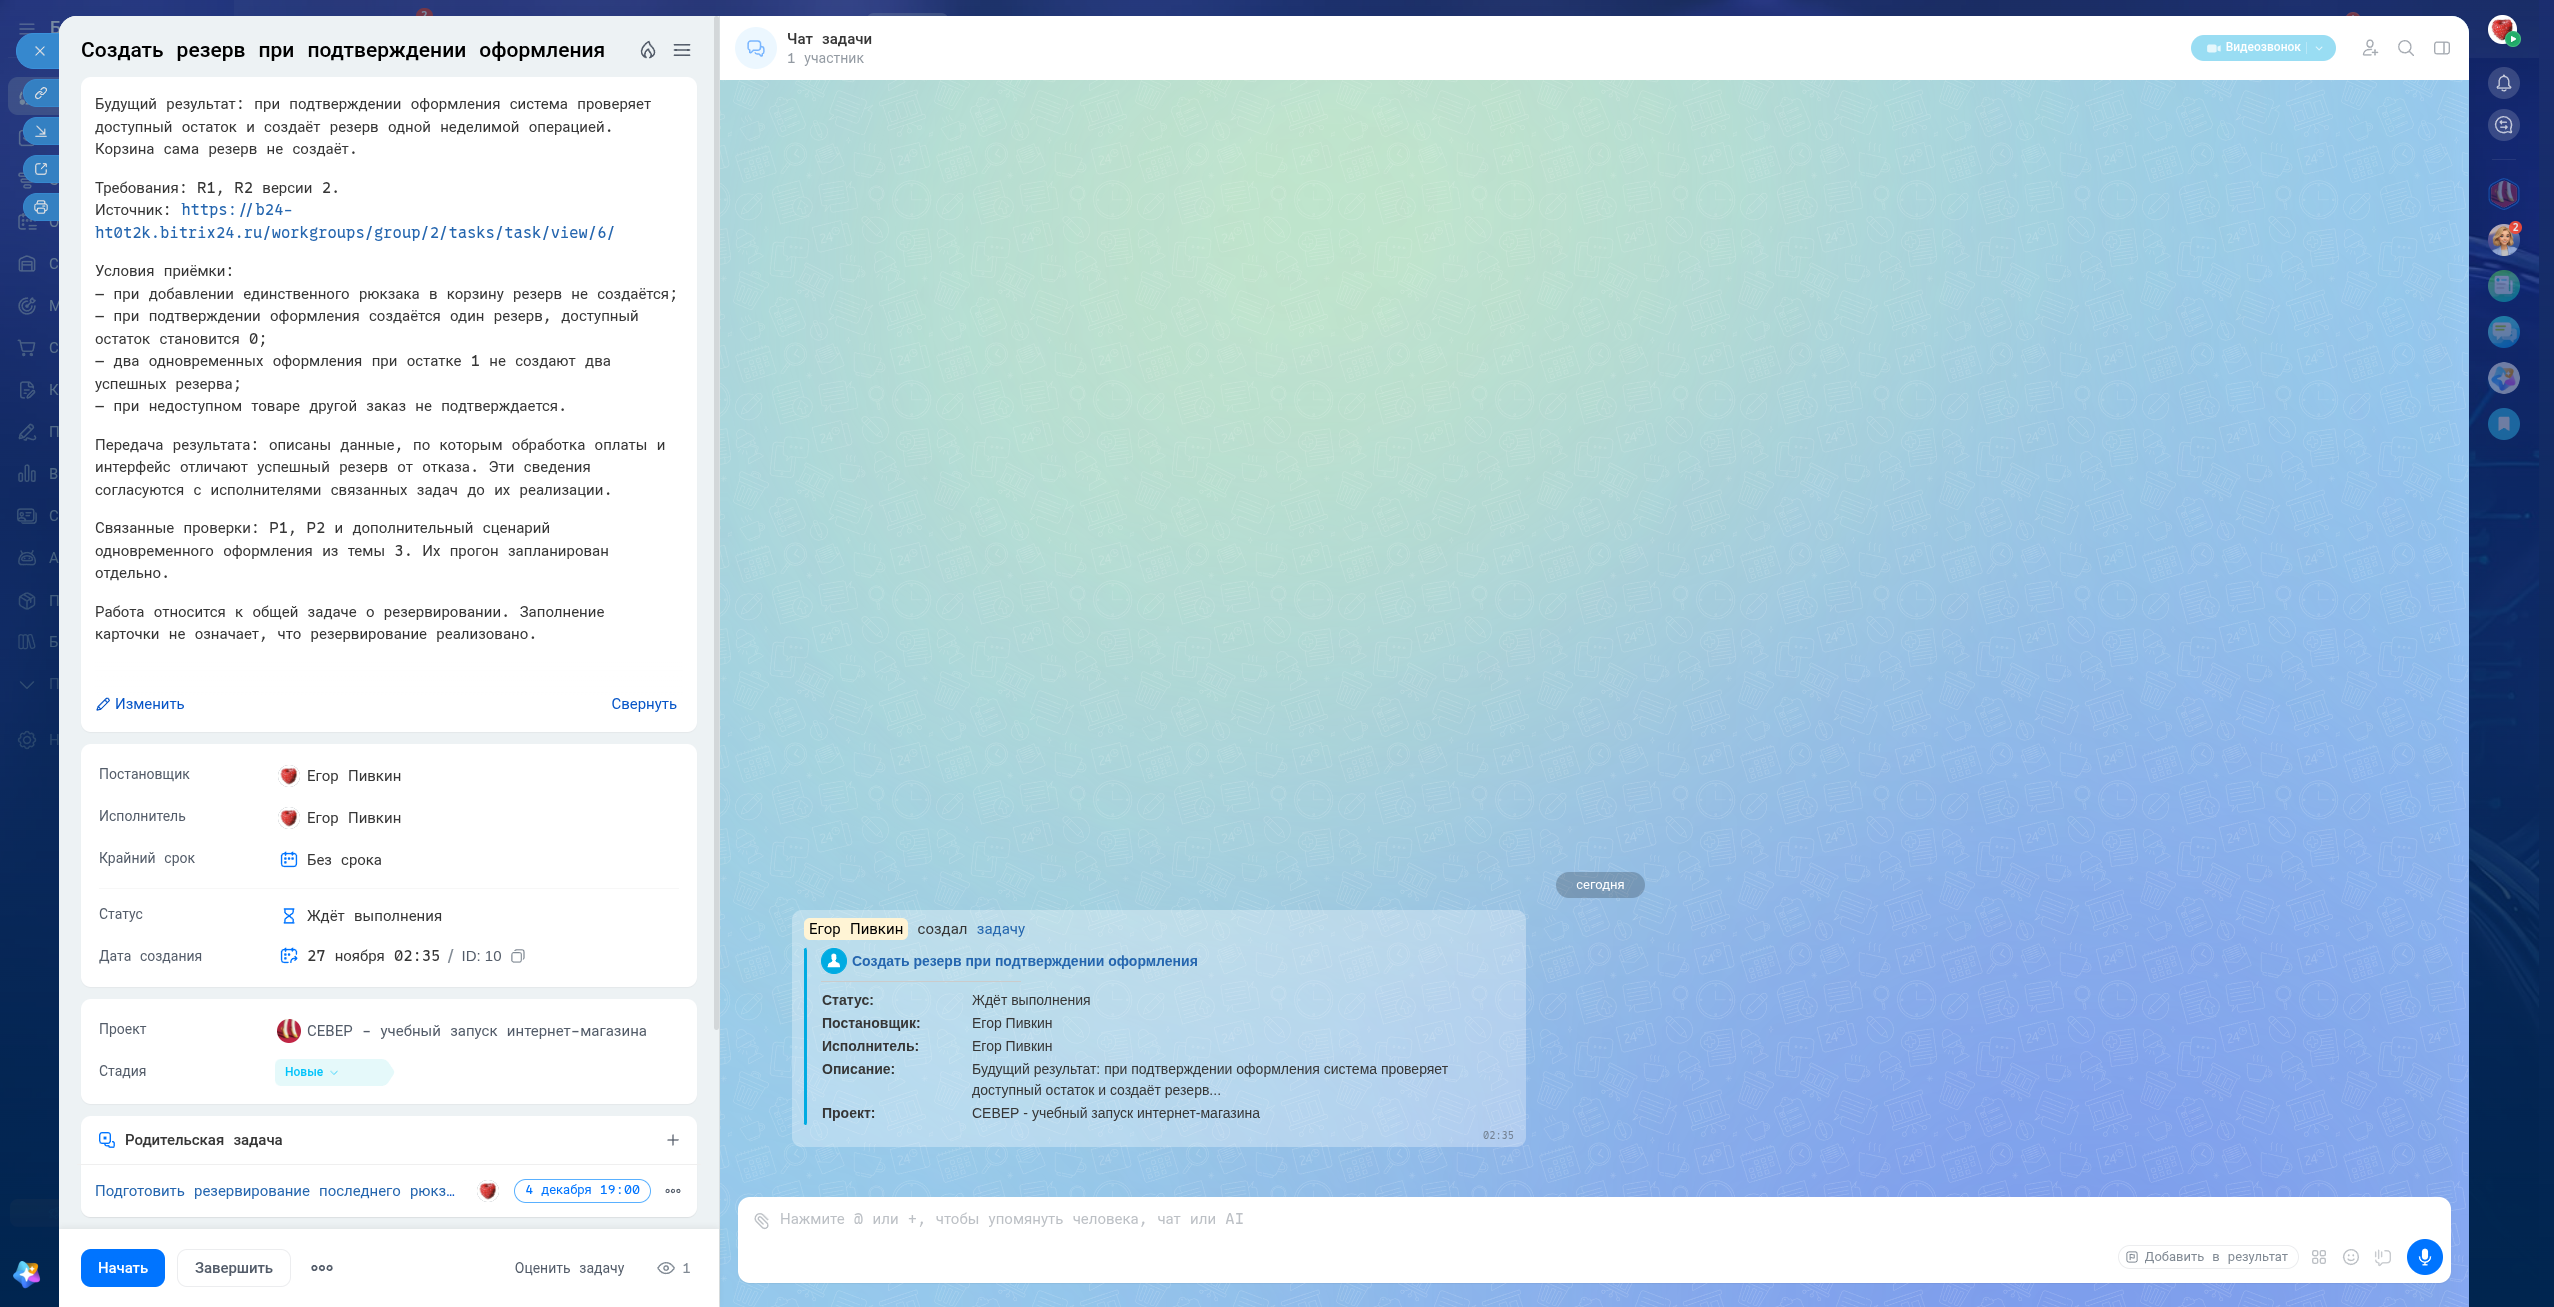 Создать резерв при подтверждении оформления
Будущий результат: при подтверждении оформления система проверяет
доступный остаток и создаёт резерв одной неделимой операцией.
Корзина сама резерв не создаёт.
Требования: R1, R2 версии 2.
Источник: https://b24-
ht0t2k.bitrix24.ru/workgroups/group/2/tasks/task/view/6/
Условия приёмки:
— при добавлении единственного рюкзака в корзину резерв не создаётся;
— при подтверждении оформления создаётся один резерв, доступный
остаток становится 0;
— два одновременных оформления при остатке 1 не создают два
успешных резерва;
— при недоступном товаре другой заказ не подтверждается.
Передача результата: описаны данные, по которым обработка оплаты и
интерфейс отличают успешный резерв от отказа. Эти сведения
согласуются с исполнителями связанных задач до их реализации.
Связанные проверки: P1, P2 и дополнительный сценарий
одновременного оформления из темы 3. Их прогон запланирован
отдельно.
Работа относится к общей задаче о резервировании. Заполнение
карточки не означает, что резервирование реализовано.
Изменить Свернуть
Постановщик Егор Пивкин
Исполнитель Егор Пивкин
Крайний срок Без срока
Статус Ждёт выполнения
Дата создания 27 ноября 02:35 / ID: 10
Проект СЕВЕР - учебный запуск интернет-магазина
Стадия Новые
Родительская задача
Подготовить резервирование последнего рюкз… 4 декабря 19:00
Начать Завершить Оценить задачу 1
Чат задачи
1 участник
Видеозвонок
2
сегодня
Егор Пивкин создал задачу
Создать резерв при подтверждении оформления
Статус: Ждёт выполнения
Постановщик: Егор Пивкин
Исполнитель: Егор Пивкин
Описание: Будущий результат: при подтверждении оформления система проверяет
доступный остаток и создаёт резерв...
Проект: СЕВЕР - учебный запуск интернет-магазина
02:35
Нажмите @ или +, чтобы упомянуть человека, чат или AI
Добавить в результат